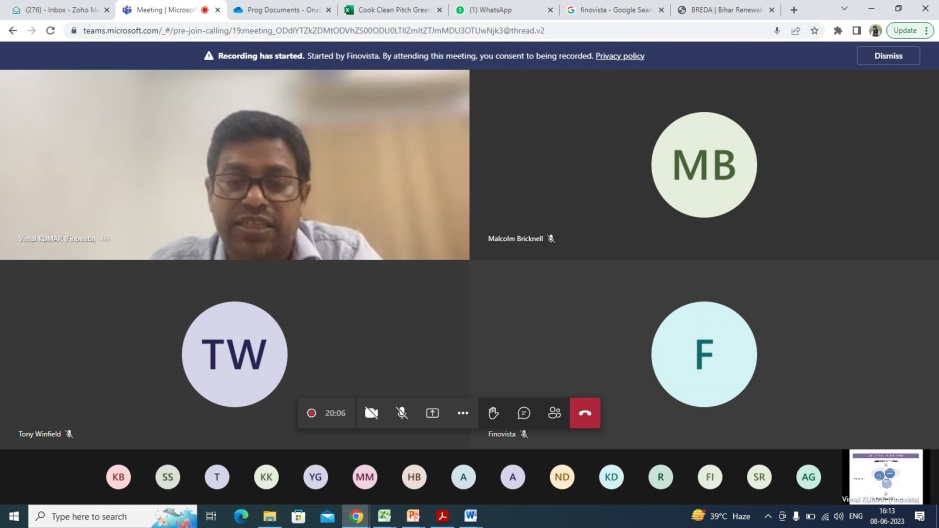 (276) - Inbox - Zoho M
Meeting | Microsof
Prog Documents - One
Cook Clean Pitch Green
(1) WhatsApp
finovista - Google Sear
BREDA | Bihar Renewab
teams.microsoft.com/_#/pre-join-calling/19:meeting_
@thread.v2
Update
Recording has started. Started by Finovista. By attending this meeting, you consent to being recorded. Privacy policy
Dismiss
Vimal KUMAR (Finovista)
MB
Malcolm Bricknell
TW
Tony Winfield
F
Finovista
20:06
KB SS T KK YG MM HB A A ND KD R FI SR AG
Vimal KUMAR (Finovista)
Type here to search
39°C Haze
ENG
16:13
08-06-2023